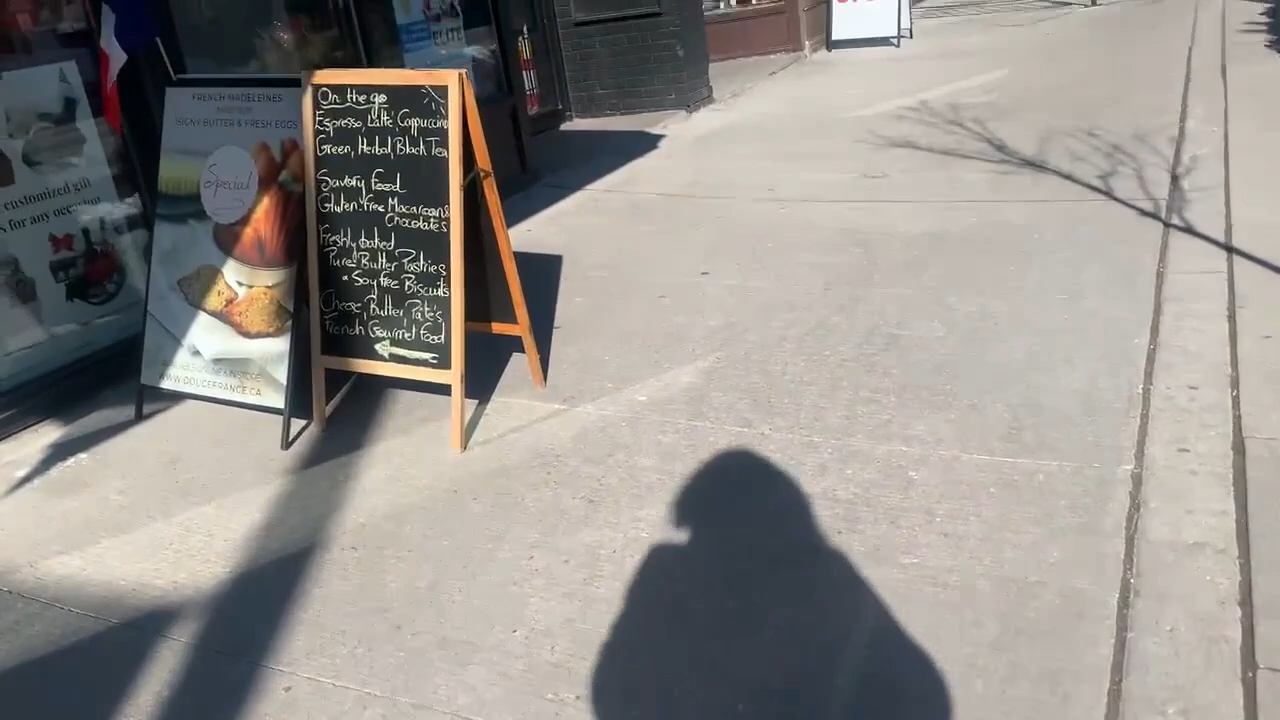 customized gift
s for any occasion
FRENCH MADELEINES
ISIGNY BUTTER & FRESH EGGS
Special
WWW.DOUCEFRANCE.CA
On the go
Espresso, Latte, Cappuccino
Green, Herbal, Black Tea
Savory food
Gluten-free Macarons
Chocolates
Freshly baked
Pure Butter Pastries
& Soy free Biscuits
Cheese, Butter, Pâté's,
French Gourmet food
ELITE